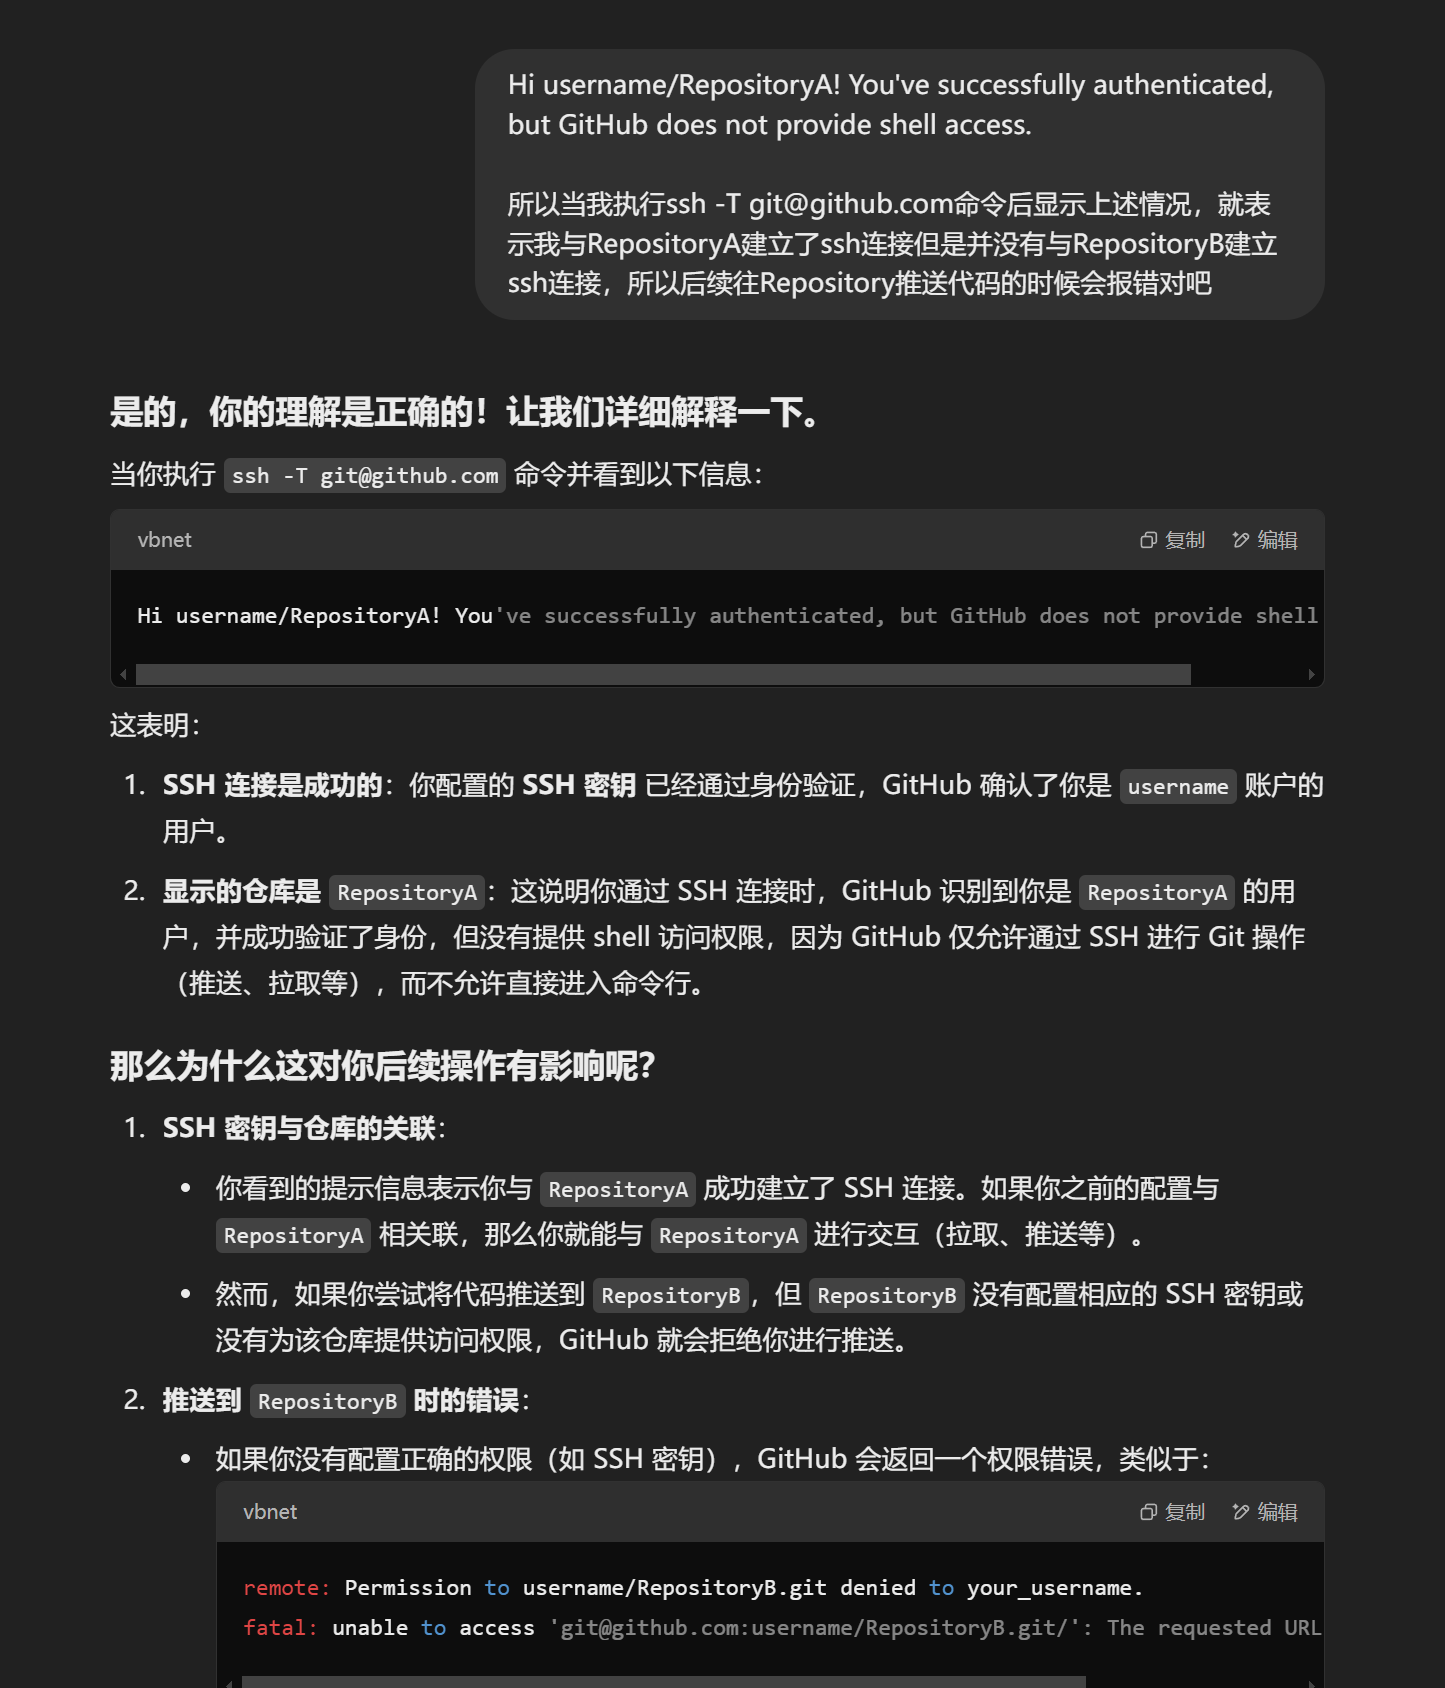 Hi username/RepositoryA! You've successfully authenticated,
but GitHub does not provide shell access.
所以当我执行ssh -T git@github.com命令后显示上述情况，就表
示我与RepositoryA建立了ssh连接但是并没有与RepositoryB建立
ssh连接，所以后续往Repository推送代码的时候会报错对吧
是的，你的理解是正确的！让我们详细解释一下。
当你执行 ssh -T git@github.com 命令并看到以下信息：
vbnet 复制 编辑
Hi username/RepositoryA! You've successfully authenticated, but GitHub does not provide shell
这表明：
1. SSH 连接是成功的：你配置的 SSH 密钥 已经通过身份验证，GitHub 确认了你是 username 账户的
用户。
2. 显示的仓库是 RepositoryA：这说明你通过 SSH 连接时，GitHub 识别到你是 RepositoryA 的用
户，并成功验证了身份，但没有提供 shell 访问权限，因为 GitHub 仅允许通过 SSH 进行 Git 操作
（推送、拉取等），而不允许直接进入命令行。
那么为什么这对你后续操作有影响呢？
1. SSH 密钥与仓库的关联：
• 你看到的提示信息表示你与 RepositoryA 成功建立了 SSH 连接。如果你之前的配置与
RepositoryA 相关联，那么你就能与 RepositoryA 进行交互（拉取、推送等）。
• 然而，如果你尝试将代码推送到 RepositoryB，但 RepositoryB 没有配置相应的 SSH 密钥或
没有为该仓库提供访问权限，GitHub 就会拒绝你进行推送。
2. 推送到 RepositoryB 时的错误：
• 如果你没有配置正确的权限（如 SSH 密钥），GitHub 会返回一个权限错误，类似于：
vbnet 复制 编辑
remote: Permission to username/RepositoryB.git denied to your_username.
fatal: unable to access 'git@github.com:username/RepositoryB.git/': The requested URL